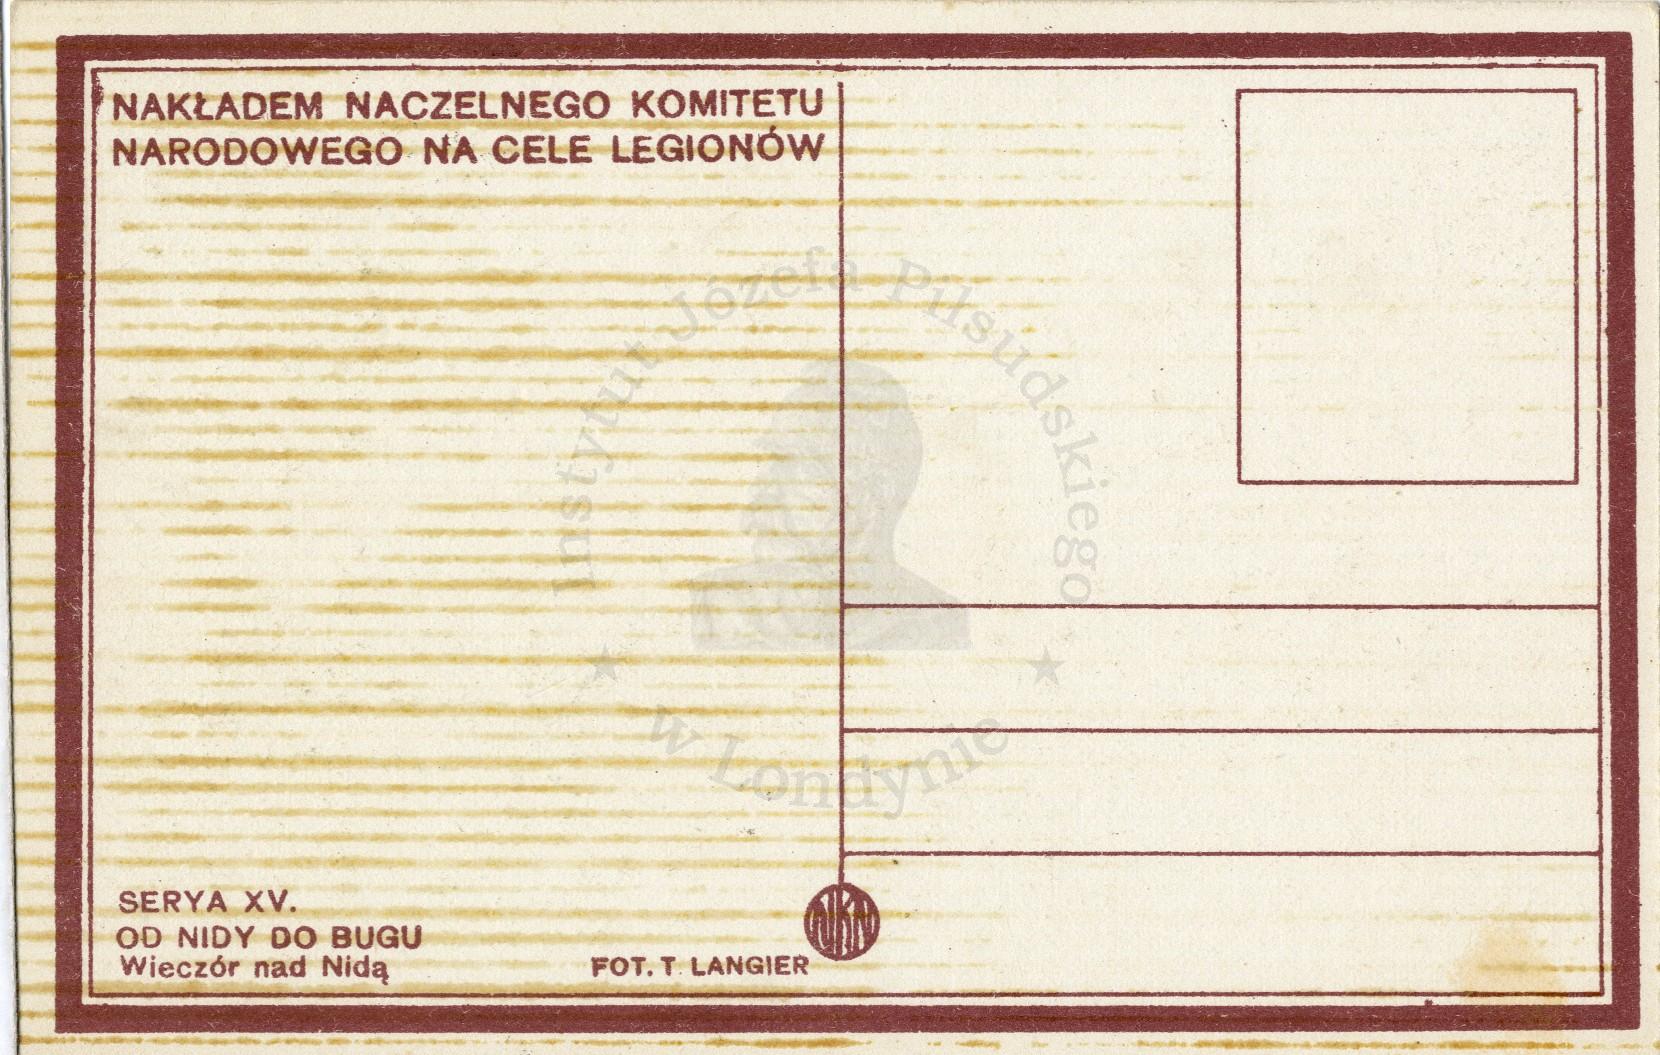 NAKŁADEM NACZELNEGO KOMITETU
NARODOWEGO NA CELE LEGIONÓW
Instytut Józefa Piłsudskiego
w Londynie
SERYA XV.
OD NIDY DO BUGU
Wieczór nad Nidą
FOT. T. LANGIER
NKN